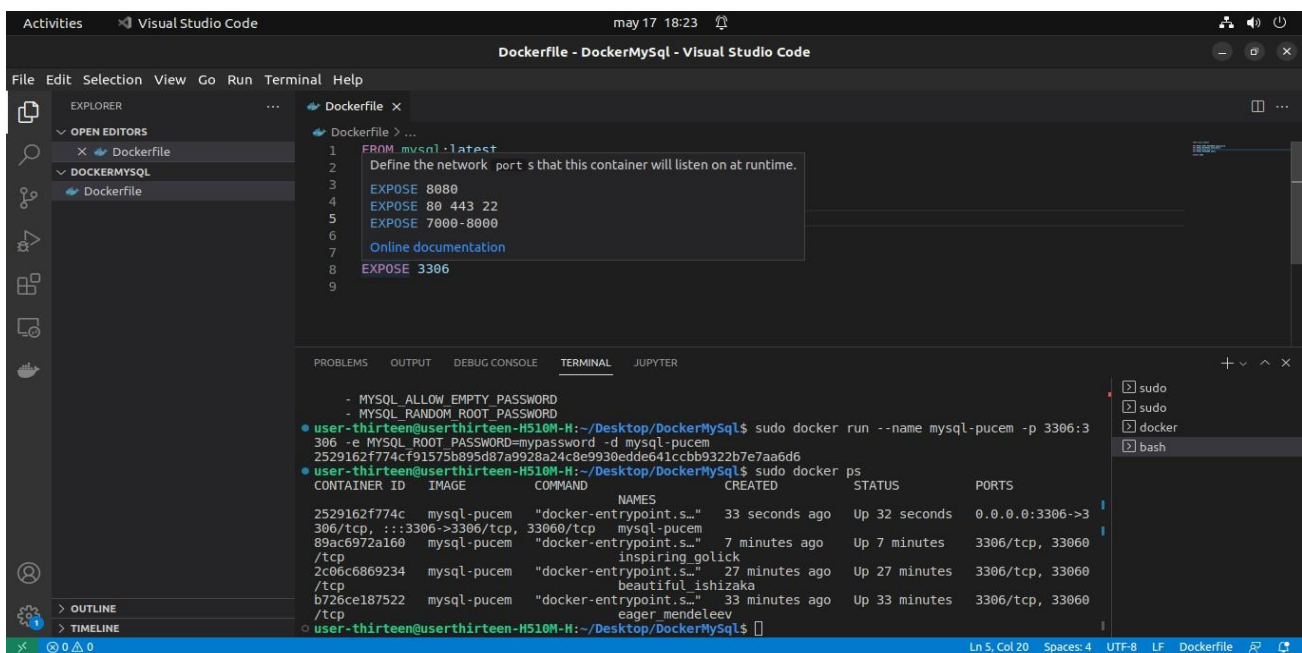 Activities Visual Studio Code may 17 18:23
Dockerfile - DockerMySql - Visual Studio Code
File Edit Selection View Go Run Terminal Help
EXPLORER ...
OPEN EDITORS
Dockerfile
DOCKERMYSQL
Dockerfile
OUTLINE
TIMELINE
1
Dockerfile
Dockerfile > ...
1 FROM mysql:latest
2
3
4
5
6
7
8 EXPOSE 3306
9
Define the network port s that this container will listen on at runtime.
EXPOSE 8080
EXPOSE 80 443 22
EXPOSE 7000-8000
Online documentation
PROBLEMS OUTPUT DEBUG CONSOLE TERMINAL JUPYTER
- MYSQL_ALLOW_EMPTY_PASSWORD
- MYSQL_RANDOM_ROOT_PASSWORD
user-thirteen@userthirteen-H510M-H:~/Desktop/DockerMySql$ sudo docker run --name mysql-pucem -p 3306:3
306 -e MYSQL_ROOT_PASSWORD=mypassword -d mysql-pucem
2529162f774cf91575b895d87a9928a24c8e9930edde641ccbb9322b7e7aa6d6
user-thirteen@userthirteen-H510M-H:~/Desktop/DockerMySql$ sudo docker ps
CONTAINER ID IMAGE COMMAND CREATED STATUS PORTS
NAMES
2529162f774c mysql-pucem "docker-entrypoint.s…" 33 seconds ago Up 32 seconds 0.0.0.0:3306->3
306/tcp, :::3306->3306/tcp, 33060/tcp mysql-pucem
89ac6972a160 mysql-pucem "docker-entrypoint.s…" 7 minutes ago Up 7 minutes 3306/tcp, 33060
/tcp inspiring_golick
2c06c6869234 mysql-pucem "docker-entrypoint.s…" 27 minutes ago Up 27 minutes 3306/tcp, 33060
/tcp beautiful_ishizaka
b726ce187522 mysql-pucem "docker-entrypoint.s…" 33 minutes ago Up 33 minutes 3306/tcp, 33060
/tcp eager_mendeleev
user-thirteen@userthirteen-H510M-H:~/Desktop/DockerMySql$
sudo
sudo
docker
bash
0 0 Ln 5, Col 20 Spaces: 4 UTF-8 LF Dockerfile